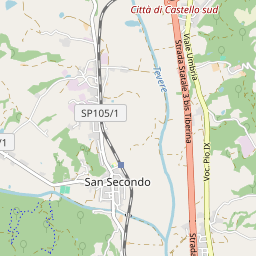 Città di Castello sud
Viale Umbria
Tevere
Strada Statale 3 bis Tiberina
SP105/1
Voc. Pio IX
/1
San Secondo
Strada